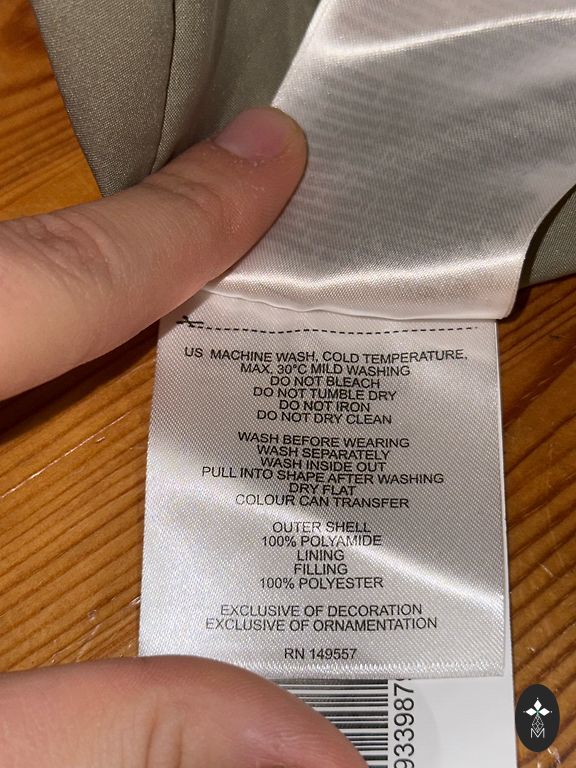 US MACHINE WASH, COLD TEMPERATURE,
MAX. 30°C MILD WASHING
DO NOT BLEACH
DO NOT TUMBLE DRY
DO NOT IRON
DO NOT DRY CLEAN
WASH BEFORE WEARING
WASH SEPARATELY
WASH INSIDE OUT
PULL INTO SHAPE AFTER WASHING
DRY FLAT
COLOUR CAN TRANSFER
OUTER SHELL
100% POLYAMIDE
LINING
FILLING
100% POLYESTER
EXCLUSIVE OF DECORATION
EXCLUSIVE OF ORNAMENTATION
RN 149557